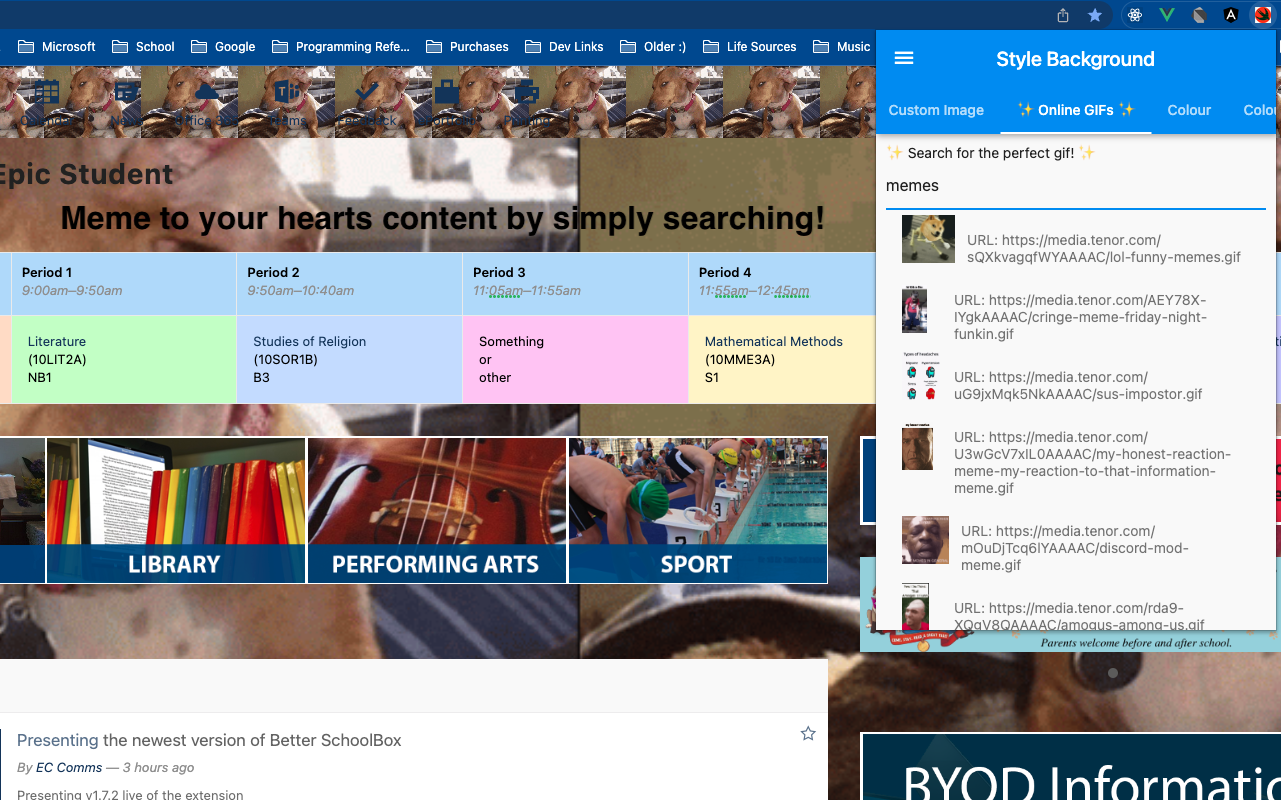 Microsoft School Google Programming Refe... Purchases Dev Links Older :) Life Sources Music
Style Background
Custom Image ✨ Online GIFs ✨ Colour Colo
✨ Search for the perfect gif! ✨
memes
URL: https://media.tenor.com/
sQXkvagqfWYAAAAC/lol-funny-memes.gif
URL: https://media.tenor.com/AEY78X-
IYgkAAAAC/cringe-meme-friday-night-
funkin.gif
Types of headaches
URL: https://media.tenor.com/
uG9jxMqk5NkAAAAC/sus-impostor.gif
URL: https://media.tenor.com/
U3wGcV7xIL0AAAAC/my-honest-reaction-
meme-my-reaction-to-that-information-
meme.gif
URL: https://media.tenor.com/
mOuDjTcq6IYAAAAC/discord-mod-
meme.gif
URL: https://media.tenor.com/rda9-
XQgV8QAAAAC/amogus-among-us.gif
Epic Student
Meme to your hearts content by simply searching!
Period 1 Period 2 Period 3 Period 4
9:00am–9:50am 9:50am–10:40am 11:05am–11:55am 11:55am–12:45pm
Literature Studies of Religion Something Mathematical Methods
(10LIT2A) (10SOR1B) or (10MME3A)
NB1 B3 other S1
LIBRARY PERFORMING ARTS SPORT
Parents welcome before and after school.
Presenting the newest version of Better SchoolBox
By EC Comms — 3 hours ago
Presenting v1.7.2 live of the extension
BYOD Informatio